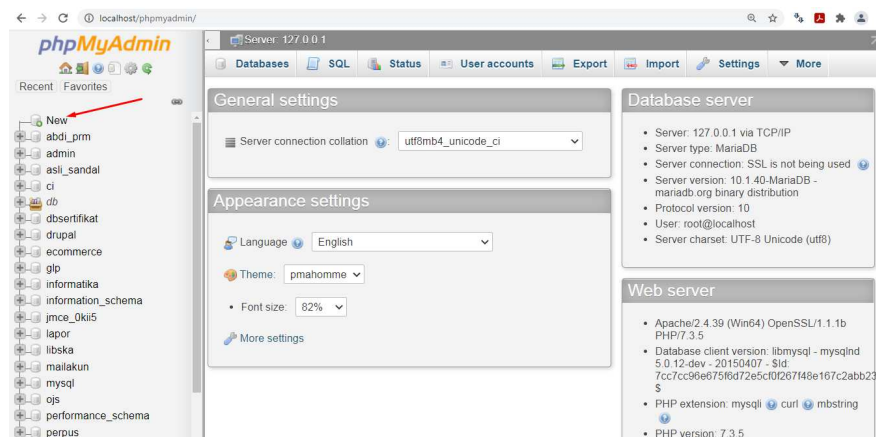 localhost/phpmyadmin/
phpMyAdmin
Recent Favorites
New
abdi_prm
admin
asli_sandal
ci
db
dbsertifikat
drupal
ecommerce
glp
informatika
information_schema
jmce_0kii5
lapor
libska
mailakun
mysql
ojs
performance_schema
perpus
Server: 127.0.0.1
Databases SQL Status User accounts Export Import Settings More
General settings
Server connection collation : utf8mb4_unicode_ci
Appearance settings
Language English
Theme: pmahomme
• Font size: 82%
More settings
Database server
• Server: 127.0.0.1 via TCP/IP
• Server type: MariaDB
• Server connection: SSL is not being used
• Server version: 10.1.40-MariaDB -
mariadb.org binary distribution
• Protocol version: 10
• User: root@localhost
• Server charset: UTF-8 Unicode (utf8)
Web server
• Apache/2.4.39 (Win64) OpenSSL/1.1.1b
PHP/7.3.5
• Database client version: libmysql - mysqlnd
5.0.12-dev - 20150407 - $Id:
7cc7cc96e675f6d72e5cf0f267f48e167c2abb23
$
• PHP extension: mysqli curl mbstring
• PHP version: 7.3.5